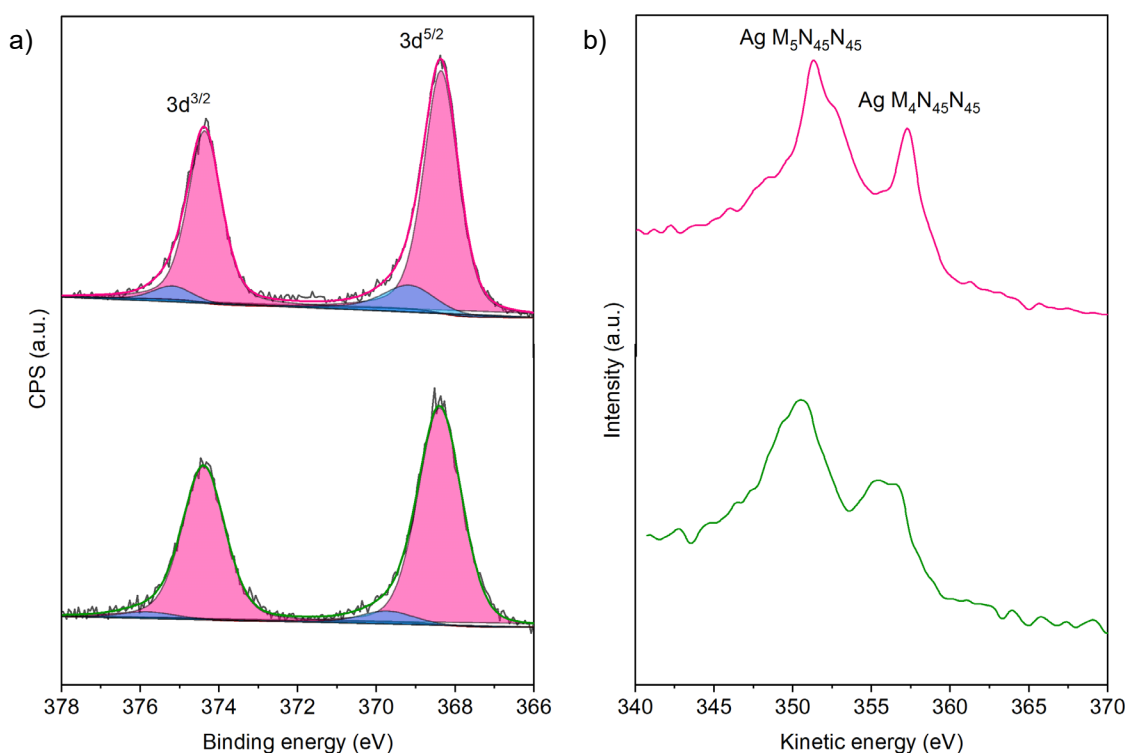 a)
3d3/2
3d5/2
CPS (a.u.)
378 376 374 372 370 368 366
Binding energy (eV)
b)
Ag M5N45N45
Ag M4N45N45
Intensity (a.u.)
340 345 350 355 360 365 370
Kinetic energy (eV)